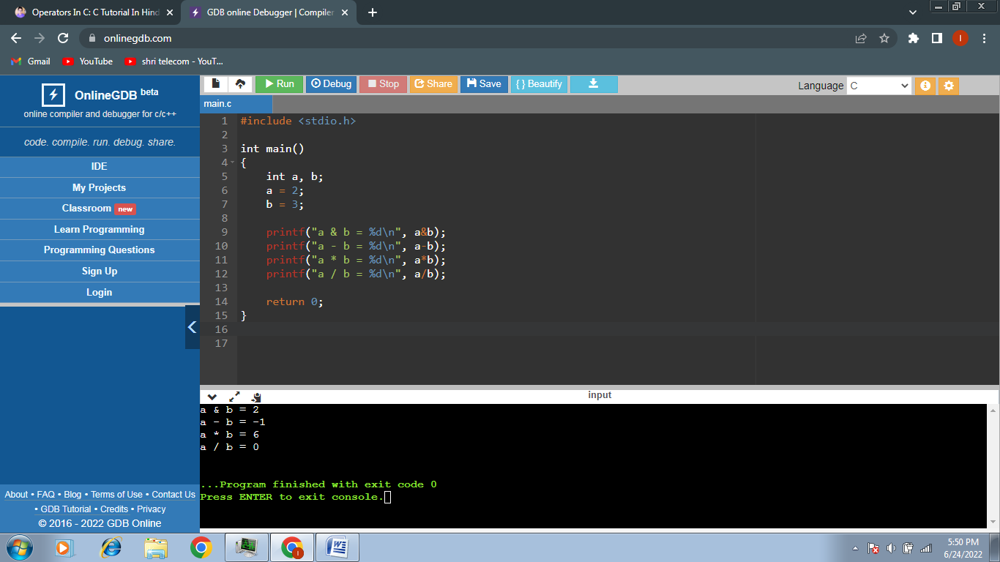 Operators In C: C Tutorial In Hind
GDB online Debugger | Compiler
onlinegdb.com
I
Gmail YouTube shri telecom - YouT...
OnlineGDB beta
online compiler and debugger for c/c++
code. compile. run. debug. share.
IDE
My Projects
Classroom new
Learn Programming
Programming Questions
Sign Up
Login
About • FAQ • Blog • Terms of Use • Contact Us
• GDB Tutorial • Credits • Privacy
© 2016 - 2022 GDB Online
Run Debug Stop Share Save { } Beautify
Language C
main.c
1 #include <stdio.h>
2
3 int main()
4 {
5 int a, b;
6 a = 2;
7 b = 3;
8
9 printf("a & b = %d\n", a&b);
10 printf("a - b = %d\n", a-b);
11 printf("a * b = %d\n", a*b);
12 printf("a / b = %d\n", a/b);
13
14 return 0;
15 }
16
17
input
a & b = 2
a - b = -1
a * b = 6
a / b = 0
...Program finished with exit code 0
Press ENTER to exit console.
5:50 PM
6/24/2022